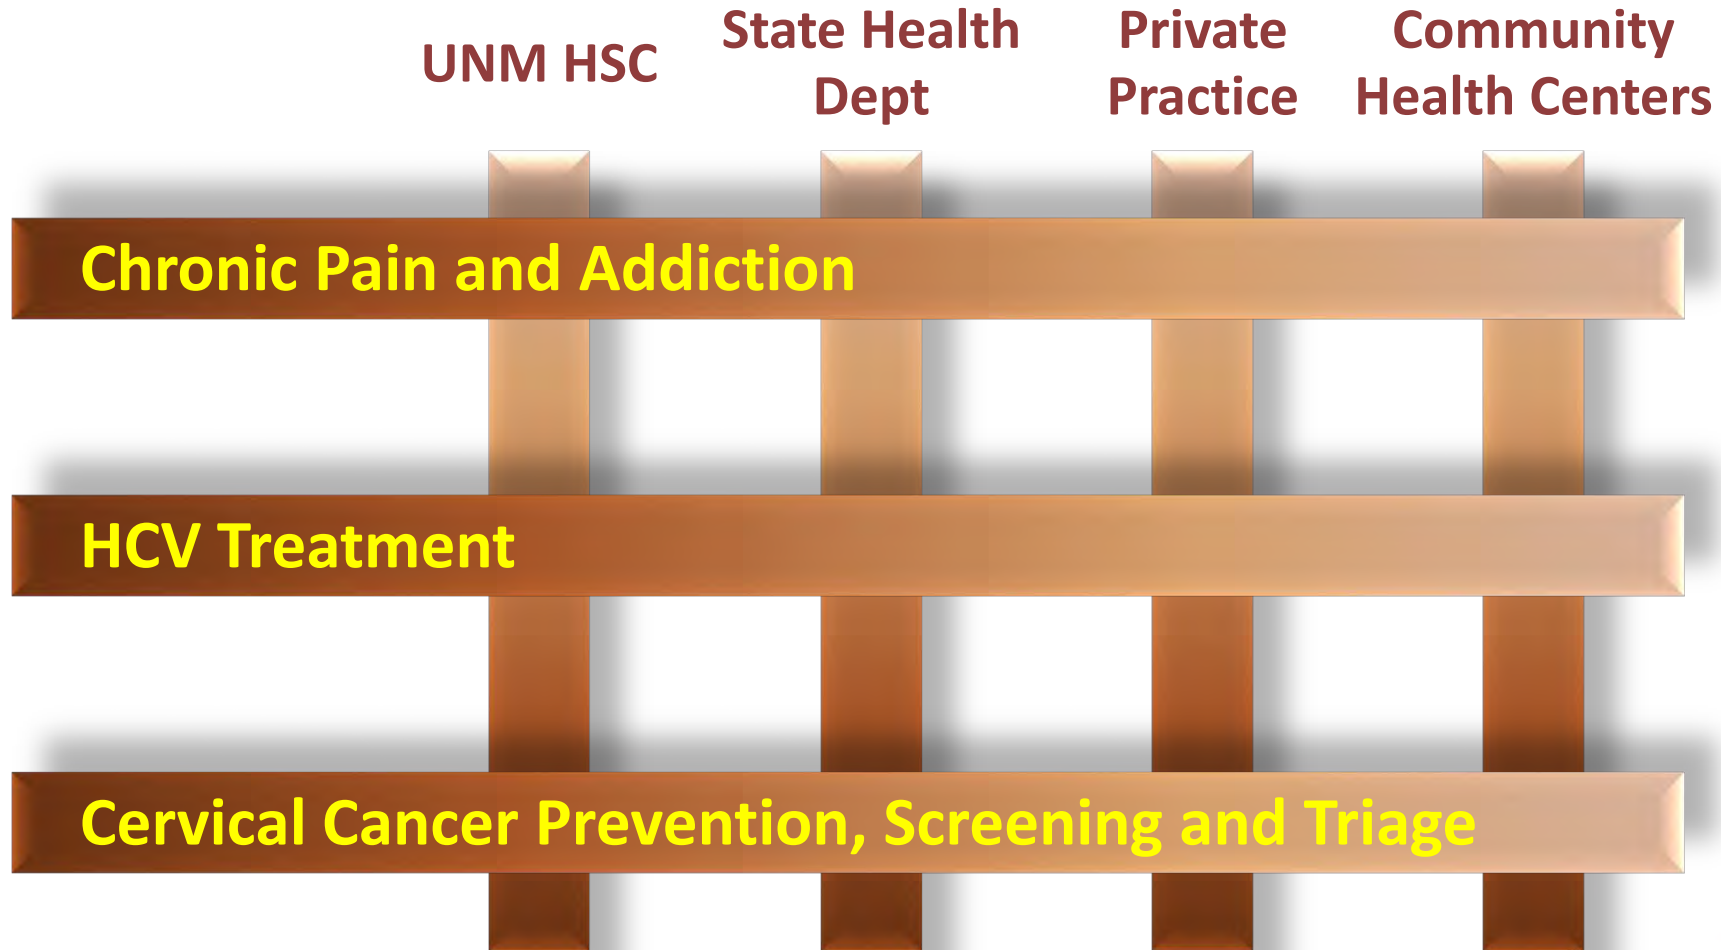 UNM HSC
State Health
Dept
Private
Practice
Community
Health Centers
Chronic Pain and Addiction
HCV Treatment
Cervical Cancer Prevention, Screening and Triage